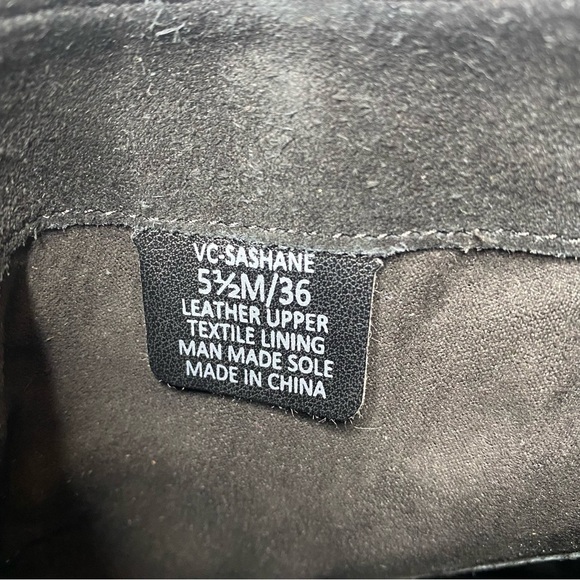 VC-SASHANE
5½M/36
LEATHER UPPER
TEXTILE LINING
MAN MADE SOLE
MADE IN CHINA